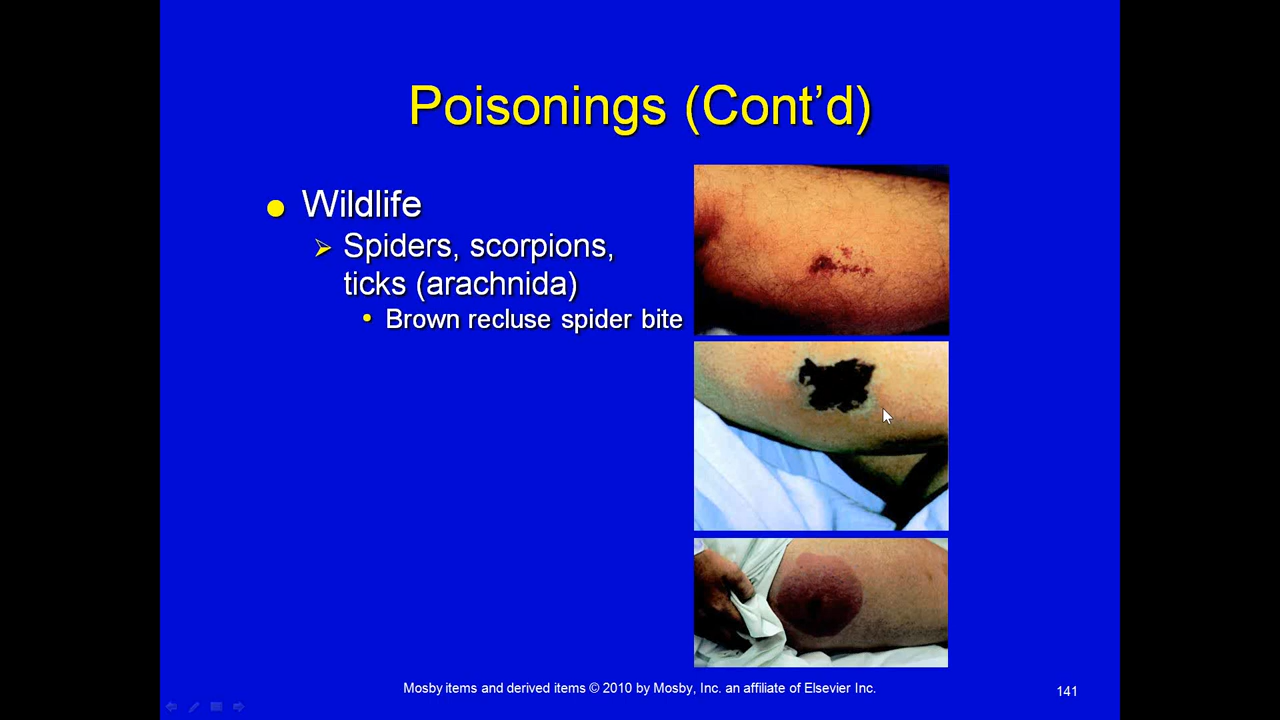 Poisonings (Cont’d)
Wildlife
Spiders, scorpions,
ticks (arachnida)
Brown recluse spider bite
Mosby items and derived items © 2010 by Mosby, Inc. an affiliate of Elsevier Inc.
141